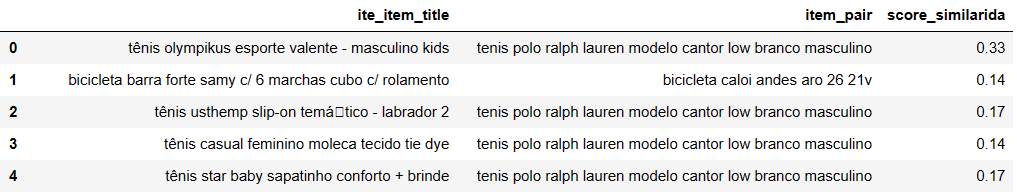 ite_item_title item_pair score_similarida
0 tênis olympikus esporte valente - masculino kids tenis polo ralph lauren modelo cantor low branco masculino 0.33
1 bicicleta barra forte samy c/ 6 marchas cubo c/ rolamento bicicleta caloi andes aro 26 21v 0.14
2 tênis usthemp slip-on temá□tico - labrador 2 tenis polo ralph lauren modelo cantor low branco masculino 0.17
3 tênis casual feminino moleca tecido tie dye tenis polo ralph lauren modelo cantor low branco masculino 0.14
4 tênis star baby sapatinho conforto + brinde tenis polo ralph lauren modelo cantor low branco masculino 0.17